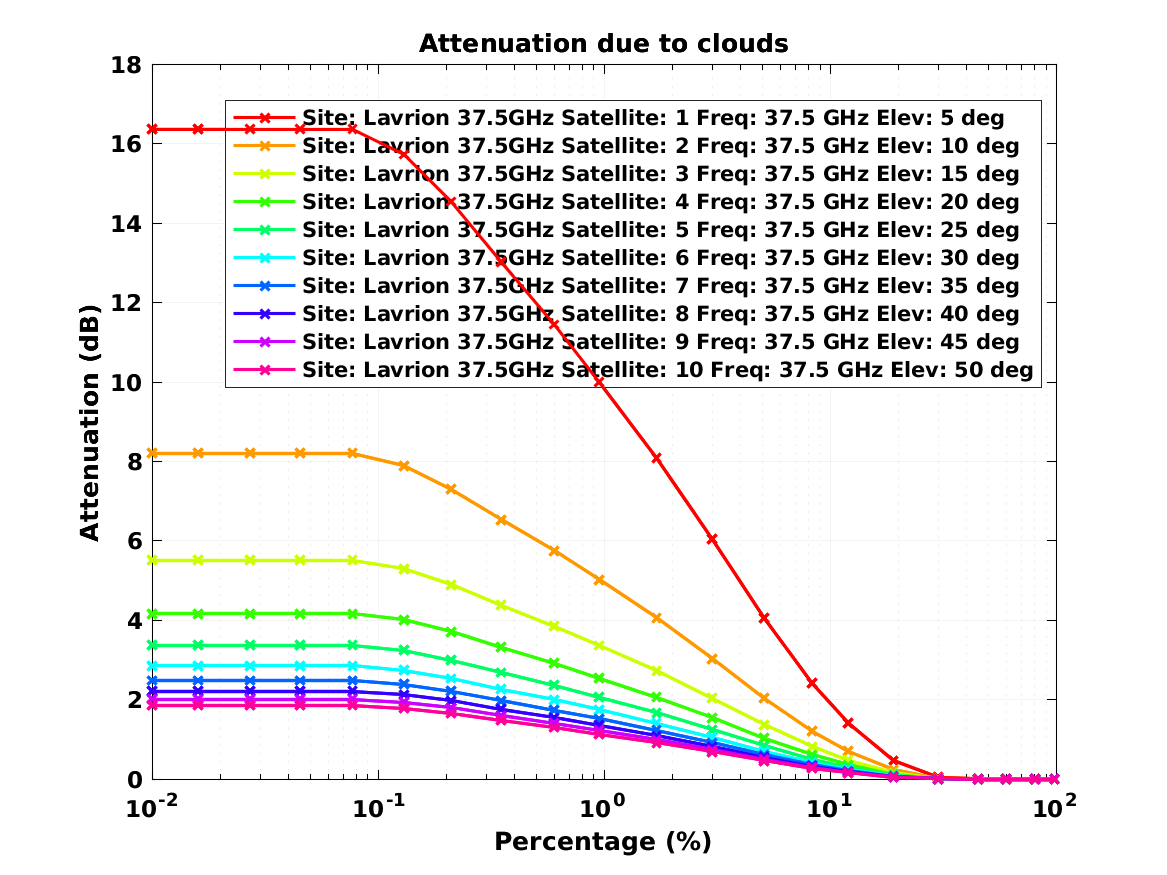 Attenuation due to clouds
18
16
14
12
10
8
6
4
2
0
Attenuation (dB)
Site: Lavrion 37.5GHz Satellite: 1 Freq: 37.5 GHz Elev: 5 deg
Site: Lavrion 37.5GHz Satellite: 2 Freq: 37.5 GHz Elev: 10 deg
Site: Lavrion 37.5GHz Satellite: 3 Freq: 37.5 GHz Elev: 15 deg
Site: Lavrion 37.5GHz Satellite: 4 Freq: 37.5 GHz Elev: 20 deg
Site: Lavrion 37.5GHz Satellite: 5 Freq: 37.5 GHz Elev: 25 deg
Site: Lavrion 37.5GHz Satellite: 6 Freq: 37.5 GHz Elev: 30 deg
Site: Lavrion 37.5GHz Satellite: 7 Freq: 37.5 GHz Elev: 35 deg
Site: Lavrion 37.5GHz Satellite: 8 Freq: 37.5 GHz Elev: 40 deg
Site: Lavrion 37.5GHz Satellite: 9 Freq: 37.5 GHz Elev: 45 deg
Site: Lavrion 37.5GHz Satellite: 10 Freq: 37.5 GHz Elev: 50 deg
10^-2 10^-1 10^0 10^1 10^2
Percentage (%)